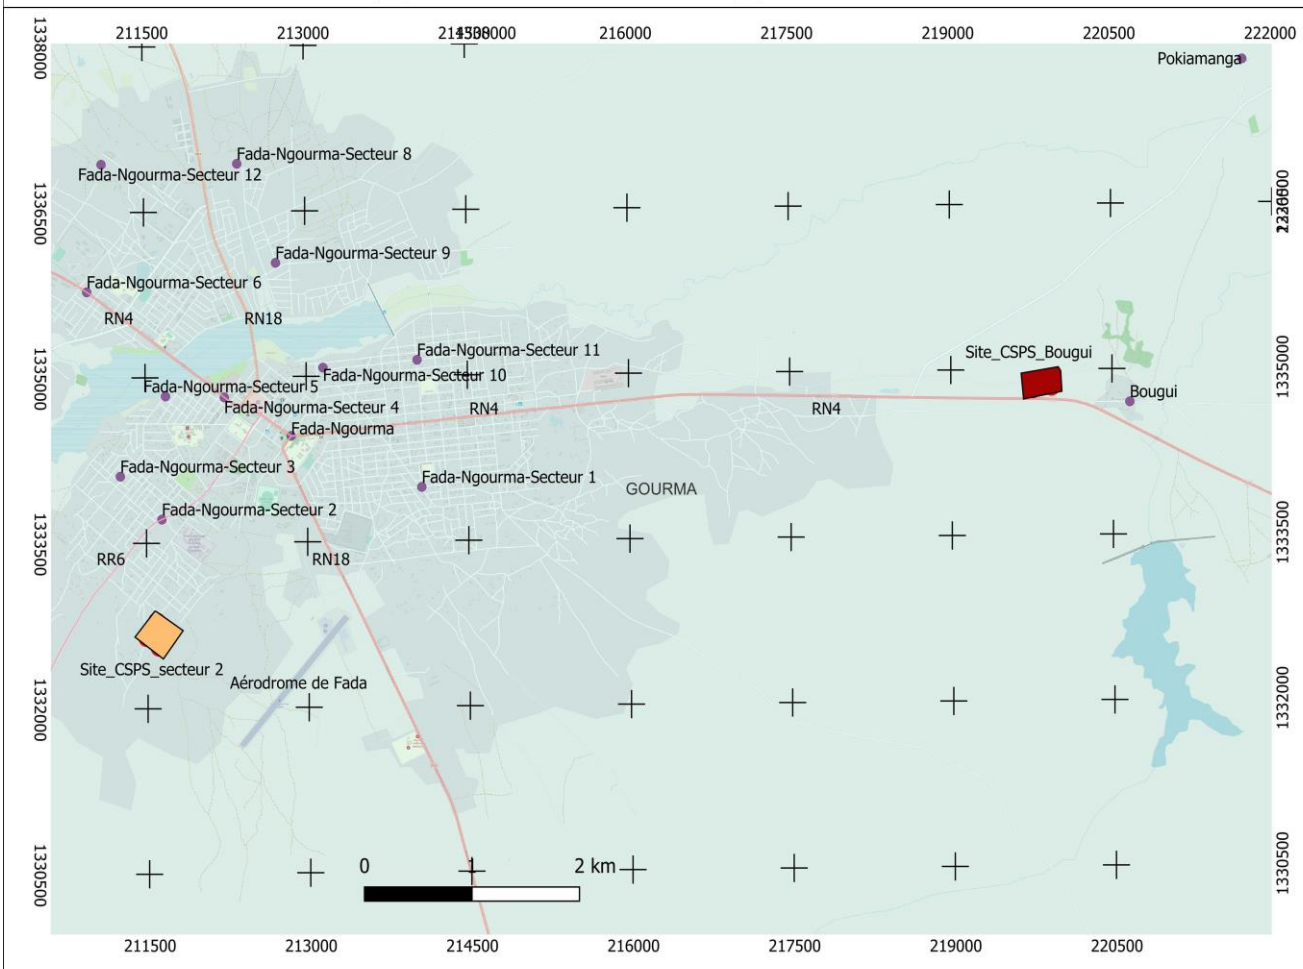 211500
213000
214500
1338000
216000
217500
219000
220500
222000
1338000
Pokiamanga
Fada-Ngourma-Secteur 8
Fada-Ngourma-Secteur 12
1336500
Fada-Ngourma-Secteur 9
Fada-Ngourma-Secteur 6
RN4
RN18
Fada-Ngourma-Secteur 11
Site_CSPS_Bougui
1335000
1335000
Fada-Ngourma-Secteur 10
Fada-Ngourma-Secteur 5
Bougui
Fada-Ngourma-Secteur 4
RN4
RN4
Fada-Ngourma
Fada-Ngourma-Secteur 3
Fada-Ngourma-Secteur 1
GOURMA
Fada-Ngourma-Secteur 2
1333500
1333500
RR6
RN18
Site_CSPS_secteur 2
Aérodrome de Fada
1332000
1332000
0
1
2 km
1330500
1330500
211500
213000
214500
216000
217500
219000
220500